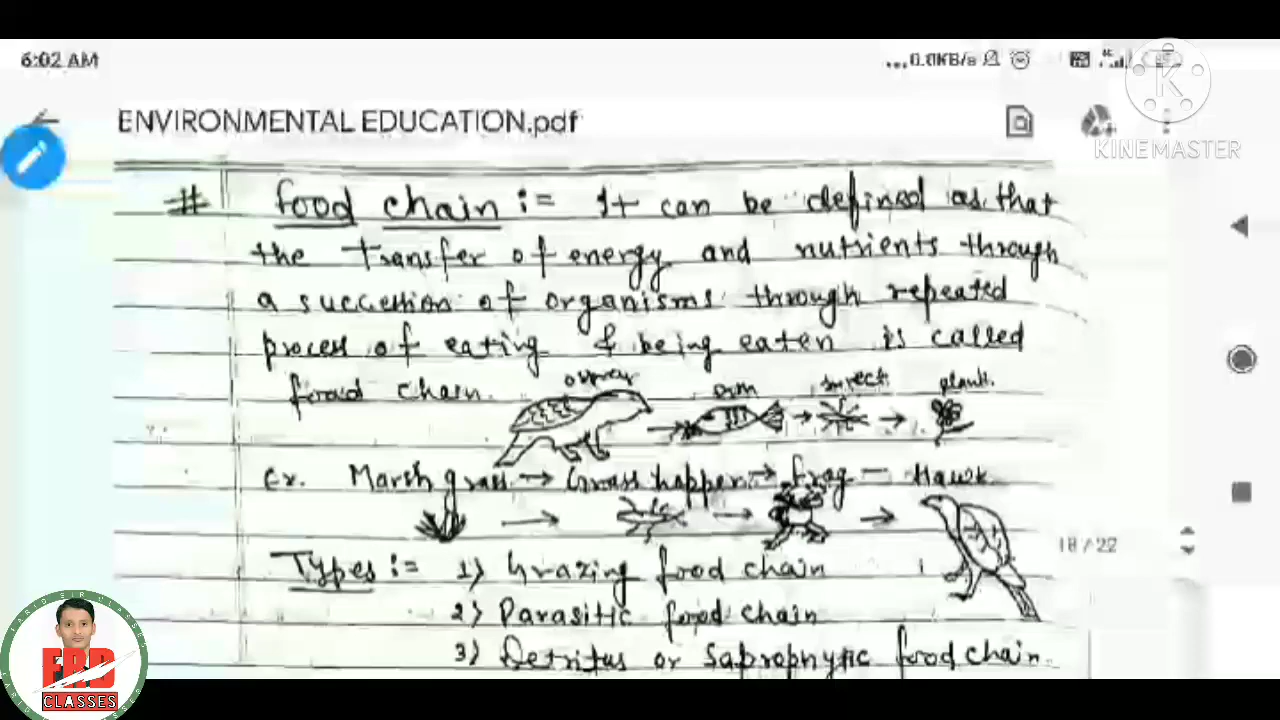 6:02 AM
...0.0KB/s
KINEMASTER
ENVIRONMENTAL EDUCATION.pdf
# food chain := It can be defined as that
the transfer of energy and nutrients through
a succession of organisms through repeated
process of eating & being eaten is called
food chain.
insect plant
Ex. Marsh grass → Grass hopper → frog — Hawk
18 / 22
Types := 1) Grazing food chain
2) Parasitic food chain
3) Detritus or Saprophytic food chain.
FRD
CLASSES